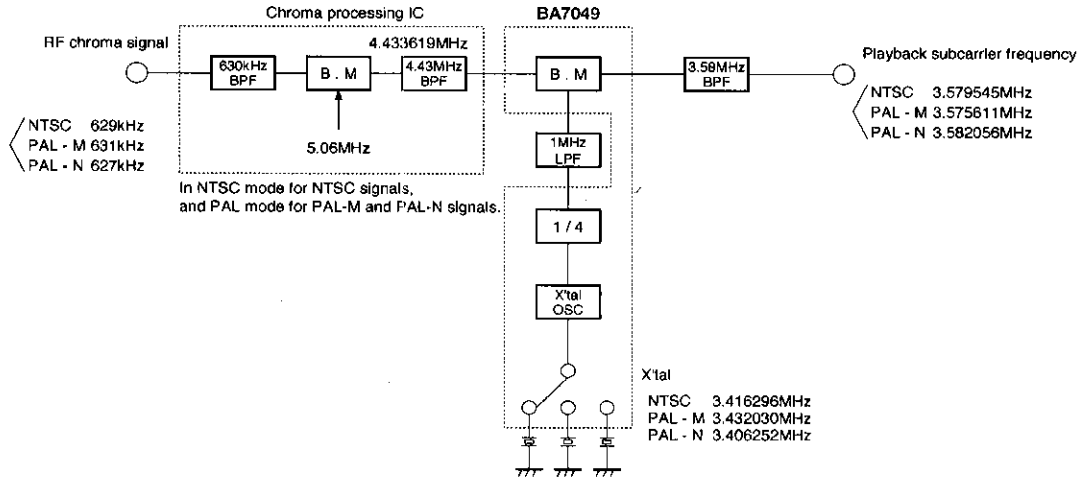 Chroma processing IC
BA7049
RF chroma signal
4.433619MHz
630kHz
BPF
B . M
4.43MHz
BPF
B . M
3.58MHz
BPF
Playback subcarrier frequency
NTSC 3.579545MHz
PAL - M 3.575611MHz
PAL - N 3.582056MHz
NTSC 629kHz
PAL - M 631kHz
PAL - N 627kHz
5.06MHz
1MHz
LPF
In NTSC mode for NTSC signals,
and PAL mode for PAL-M and PAL-N signals.
1 / 4
X'tal
OSC
X'tal
NTSC 3.416296MHz
PAL - M 3.432030MHz
PAL - N 3.406252MHz